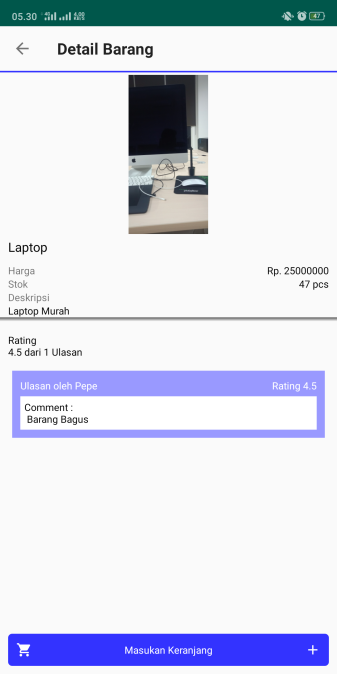 05.30
47
Detail Barang
Laptop
Harga Rp. 25000000
Stok 47 pcs
Deskripsi
Laptop Murah
Rating
4.5 dari 1 Ulasan
Ulasan oleh Pepe Rating 4.5
Comment :
Barang Bagus
Masukan Keranjang +